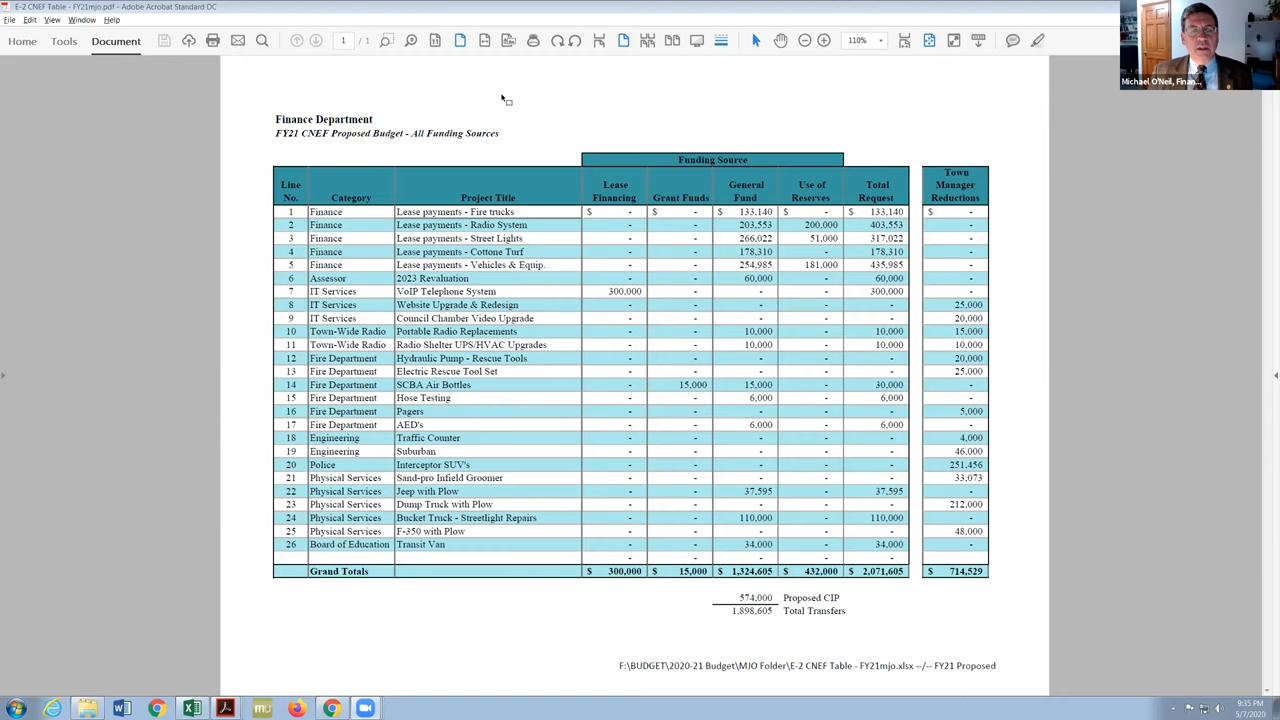 E-2 CNEF Table - FY21mjo.pdf - Adobe Acrobat Standard DC
File Edit View Window Help
Home Tools Document 1 / 1 110%
Michael O'Neil, Finan...
Finance Department
FY21 CNEF Proposed Budget - All Funding Sources
Funding Source
Line No. Category Project Title Lease Financing Grant Funds General Fund Use of Reserves Total Request Town Manager Reductions
1 Finance Lease payments - Fire trucks $ - $ - $ 133,140 $ - $ 133,140 $ -
2 Finance Lease payments - Radio System - - 203,553 200,000 403,553 -
3 Finance Lease payments - Street Lights - - 266,022 51,000 317,022 -
4 Finance Lease payments - Cottone Turf - - 178,310 - 178,310 -
5 Finance Lease payments - Vehicles & Equip. - - 254,985 181,000 435,985 -
6 Assessor 2023 Revaluation - - 60,000 - 60,000 -
7 IT Services VoIP Telephone System 300,000 - - - 300,000 -
8 IT Services Website Upgrade & Redesign - - - - - 25,000
9 IT Services Council Chamber Video Upgrade - - - - - 20,000
10 Town-Wide Radio Portable Radio Replacements - - 10,000 - 10,000 15,000
11 Town-Wide Radio Radio Shelter UPS/HVAC Upgrades - - 10,000 - 10,000 10,000
12 Fire Department Hydraulic Pump - Rescue Tools - - - - - 20,000
13 Fire Department Electric Rescue Tool Set - - - - - 25,000
14 Fire Department SCBA Air Bottles - 15,000 15,000 - 30,000 -
15 Fire Department Hose Testing - - 6,000 - 6,000 -
16 Fire Department Pagers - - - - - 5,000
17 Fire Department AED's - - 6,000 - 6,000 -
18 Engineering Traffic Counter - - - - - 4,000
19 Engineering Suburban - - - - - 46,000
20 Police Interceptor SUV's - - - - - 251,456
21 Physical Services Sand-pro Infield Groomer - - - - - 33,073
22 Physical Services Jeep with Plow - - 37,595 - 37,595 -
23 Physical Services Dump Truck with Plow - - - - - 212,000
24 Physical Services Bucket Truck - Streetlight Repairs - - 110,000 - 110,000 -
25 Physical Services F-350 with Plow - - - - - 48,000
26 Board of Education Transit Van - - 34,000 - 34,000 -
- - - - - -
Grand Totals $ 300,000 $ 15,000 $ 1,324,605 $ 432,000 $ 2,071,605 $ 714,529
574,000 Proposed CIP
1,898,605 Total Transfers
F:\BUDGET\2020-21 Budget\MJO Folder\E-2 CNEF Table - FY21mjo.xlsx --/-- FY21 Proposed
9:35 PM
5/7/2020